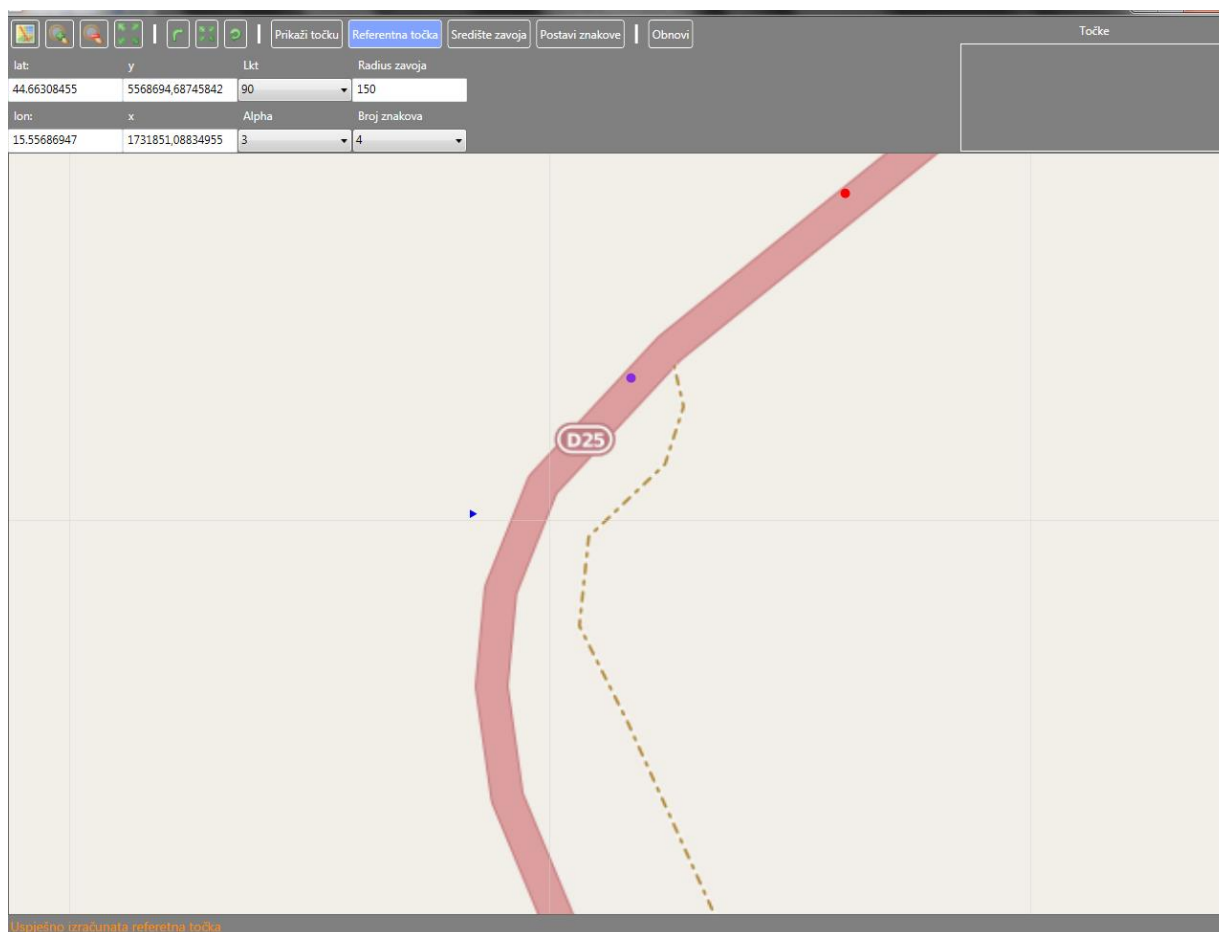 Prikaži točku Referentna točka Središte zavoja Postavi znakove Obnovi
Točke
lat: y Lkt Radius zavoja
44.66308455 5568694,68745842 90 150
lon: x Alpha Broj znakova
15.55686947 1731851,08834955 3 4
D25
Uspješno izračunata referetna točka